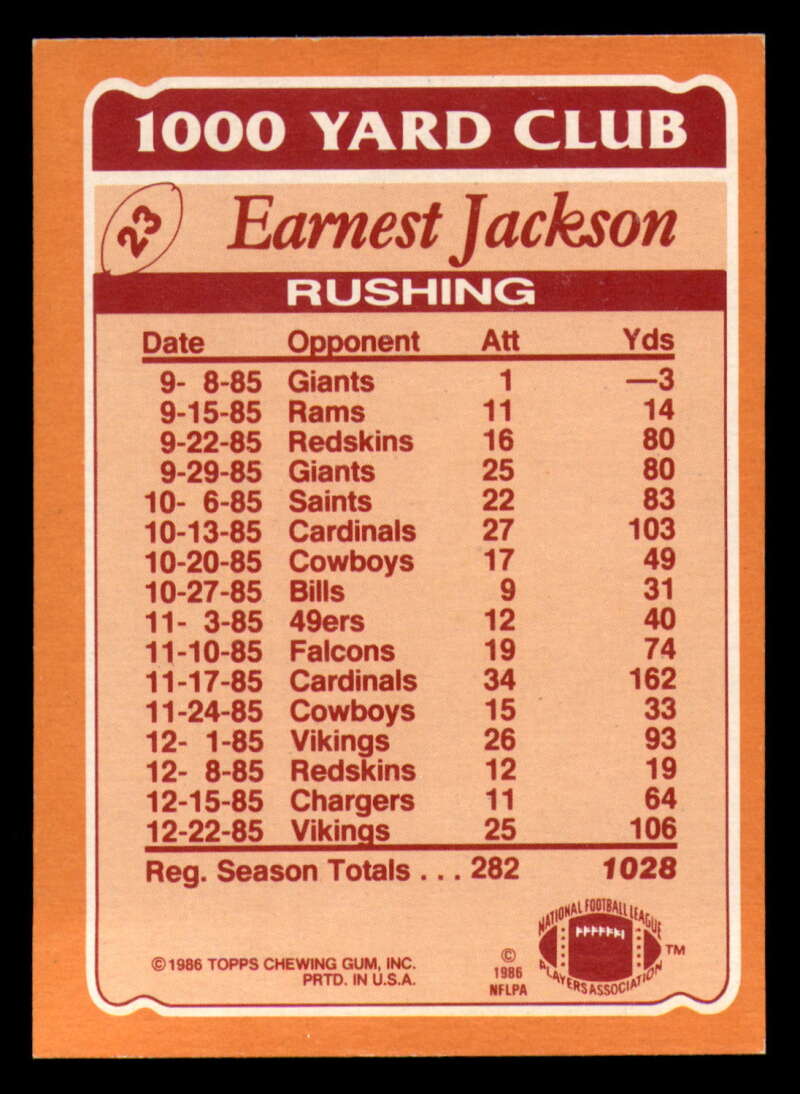 1000 YARD CLUB
23
Earnest Jackson
RUSHING
Date Opponent Att Yds
9- 8-85 Giants 1 —3
9-15-85 Rams 11 14
9-22-85 Redskins 16 80
9-29-85 Giants 25 80
10- 6-85 Saints 22 83
10-13-85 Cardinals 27 103
10-20-85 Cowboys 17 49
10-27-85 Bills 9 31
11- 3-85 49ers 12 40
11-10-85 Falcons 19 74
11-17-85 Cardinals 34 162
11-24-85 Cowboys 15 33
12- 1-85 Vikings 26 93
12- 8-85 Redskins 12 19
12-15-85 Chargers 11 64
12-22-85 Vikings 25 106
Reg. Season Totals . . . 282 1028
© 1986 TOPPS CHEWING GUM, INC.
PRTD. IN U.S.A.
©
1986
NFLPA
NATIONAL FOOTBALL LEAGUE
PLAYERS ASSOCIATION
TM